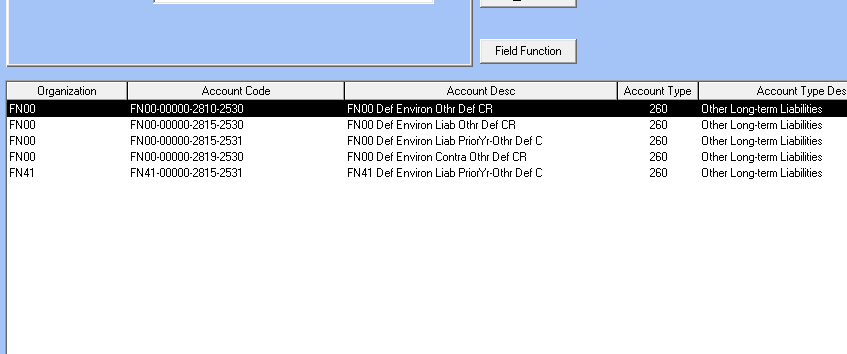 Field Function
Organization Account Code Account Desc Account Type Account Type Des
FN00 FN00-00000-2810-2530 FN00 Def Environ Othr Def CR 260 Other Long-term Liabilities
FN00 FN00-00000-2815-2530 FN00 Def Environ Liab Othr Def CR 260 Other Long-term Liabilities
FN00 FN00-00000-2815-2531 FN00 Def Environ Liab PriorYr-Othr Def C 260 Other Long-term Liabilities
FN00 FN00-00000-2819-2530 FN00 Def Environ Contra Othr Def CR 260 Other Long-term Liabilities
FN41 FN41-00000-2815-2531 FN41 Def Environ Liab PriorYr-Othr Def C 260 Other Long-term Liabilities